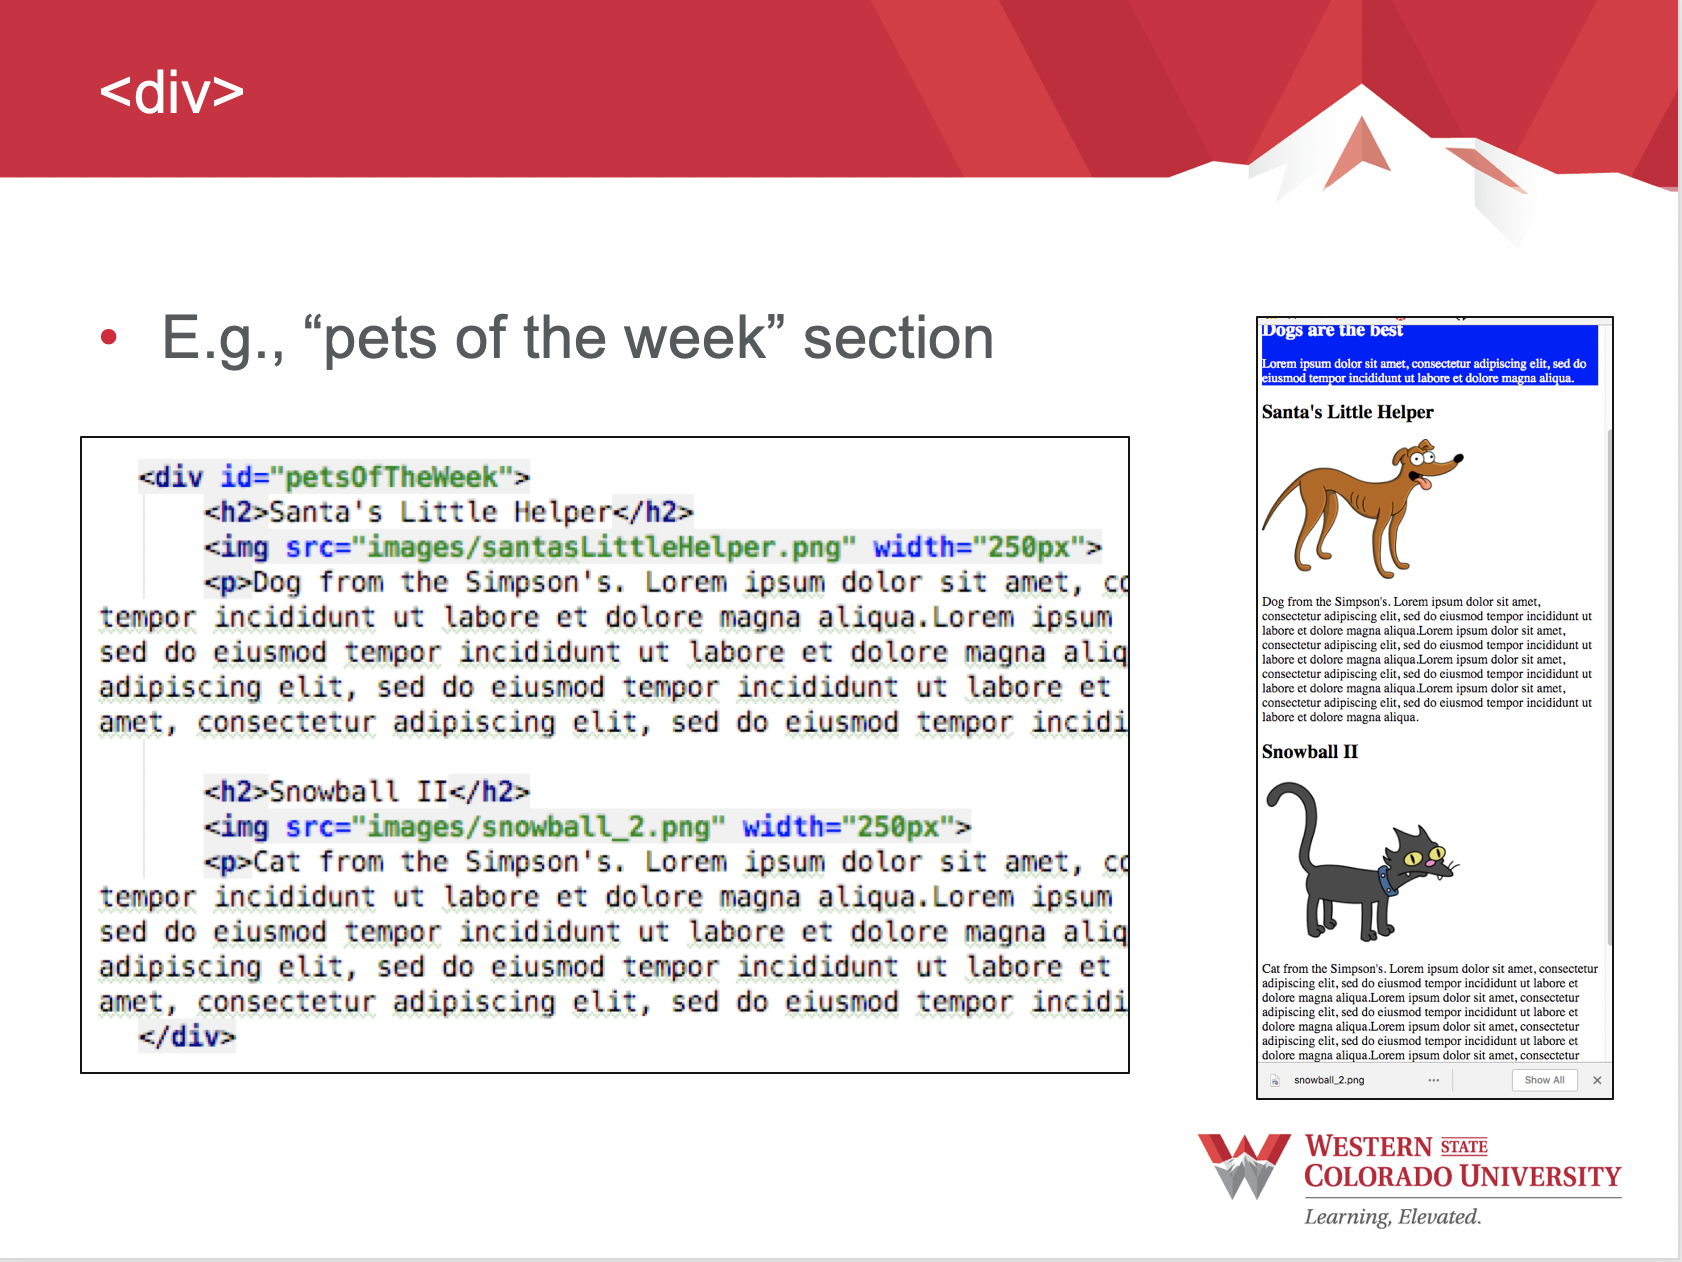 <div>
• E.g., “pets of the week” section
<div id="petsOfTheWeek">
<h2>Santa's Little Helper</h2>
<img src="images/santasLittleHelper.png" width="250px">
<p>Dog from the Simpson's. Lorem ipsum dolor sit amet, co
tempor incididunt ut labore et dolore magna aliqua.Lorem ipsum
sed do eiusmod tempor incididunt ut labore et dolore magna aliq
adipiscing elit, sed do eiusmod tempor incididunt ut labore et
amet, consectetur adipiscing elit, sed do eiusmod tempor incidi
<h2>Snowball II</h2>
<img src="images/snowball_2.png" width="250px">
<p>Cat from the Simpson's. Lorem ipsum dolor sit amet, co
tempor incididunt ut labore et dolore magna aliqua.Lorem ipsum
sed do eiusmod tempor incididunt ut labore et dolore magna aliq
adipiscing elit, sed do eiusmod tempor incididunt ut labore et
amet, consectetur adipiscing elit, sed do eiusmod tempor incidi
</div>
Dogs are the best
Lorem ipsum dolor sit amet, consectetur adipiscing elit, sed do
eiusmod tempor incididunt ut labore et dolore magna aliqua.
Santa's Little Helper
Dog from the Simpson's. Lorem ipsum dolor sit amet,
consectetur adipiscing elit, sed do eiusmod tempor incididunt ut
labore et dolore magna aliqua.Lorem ipsum dolor sit amet,
consectetur adipiscing elit, sed do eiusmod tempor incididunt ut
labore et dolore magna aliqua.Lorem ipsum dolor sit amet,
consectetur adipiscing elit, sed do eiusmod tempor incididunt ut
labore et dolore magna aliqua.Lorem ipsum dolor sit amet,
consectetur adipiscing elit, sed do eiusmod tempor incididunt ut
labore et dolore magna aliqua.
Snowball II
Cat from the Simpson's. Lorem ipsum dolor sit amet, consectetur
adipiscing elit, sed do eiusmod tempor incididunt ut labore et
dolore magna aliqua.Lorem ipsum dolor sit amet, consectetur
adipiscing elit, sed do eiusmod tempor incididunt ut labore et
dolore magna aliqua.Lorem ipsum dolor sit amet, consectetur
adipiscing elit, sed do eiusmod tempor incididunt ut labore et
dolore magna aliqua.Lorem ipsum dolor sit amet, consectetur
snowball_2.png
Show All
WESTERN STATE
COLORADO UNIVERSITY
Learning, Elevated.